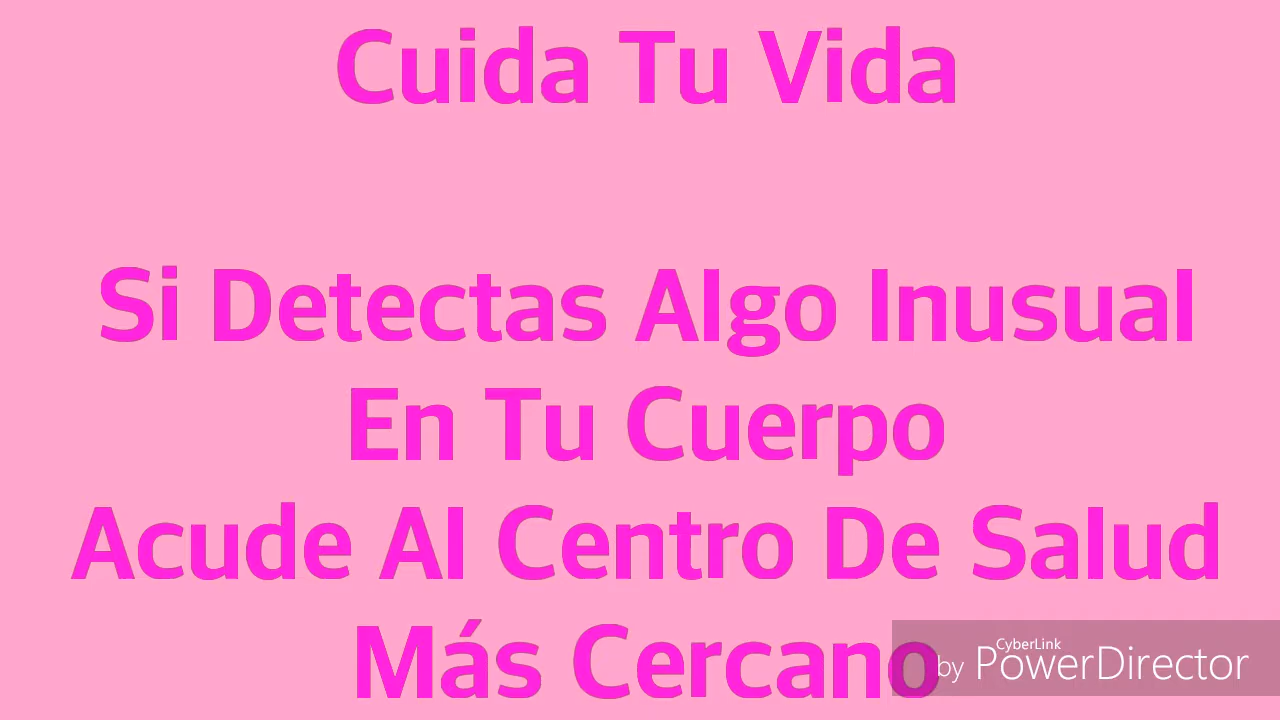 Cuida Tu Vida
Si Detectas Algo Inusual
En Tu Cuerpo
Acude Al Centro De Salud
Más Cercano
CyberLink
by PowerDirector